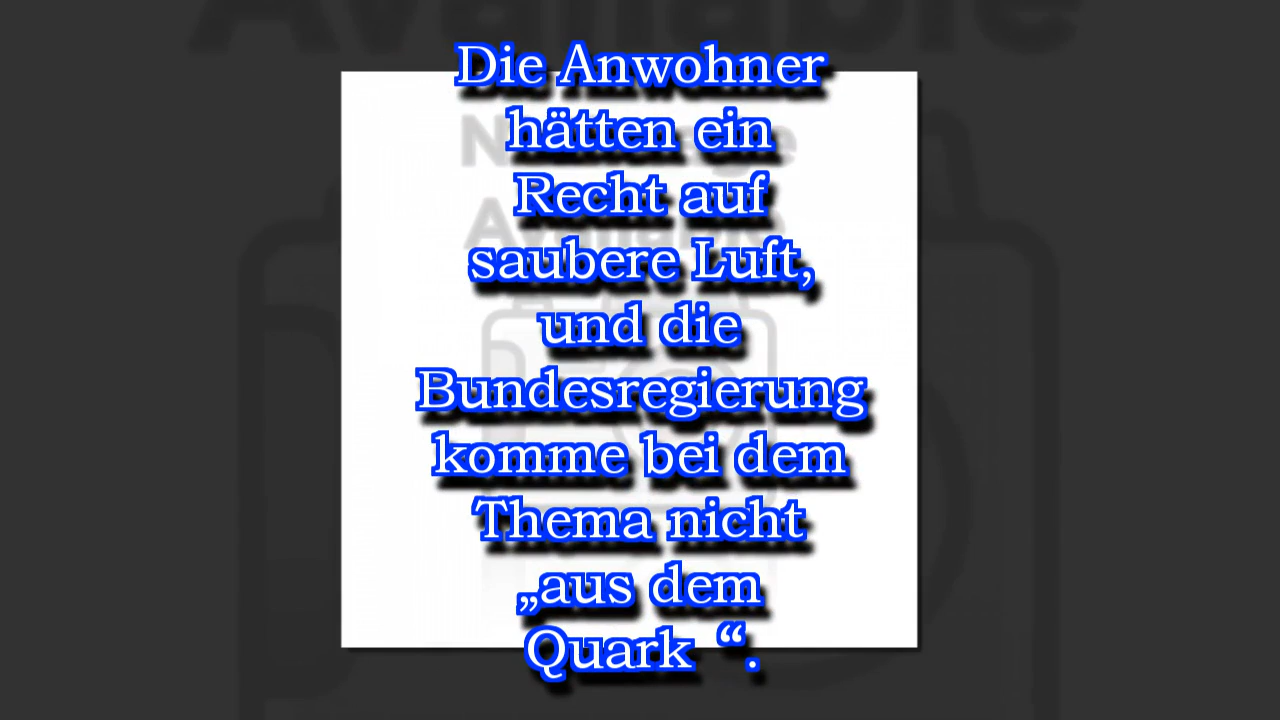 Die Anwohner
hätten ein
Recht auf
saubere Luft,
und die
Bundesregierung
komme bei dem
Thema nicht
„aus dem
Quark “.